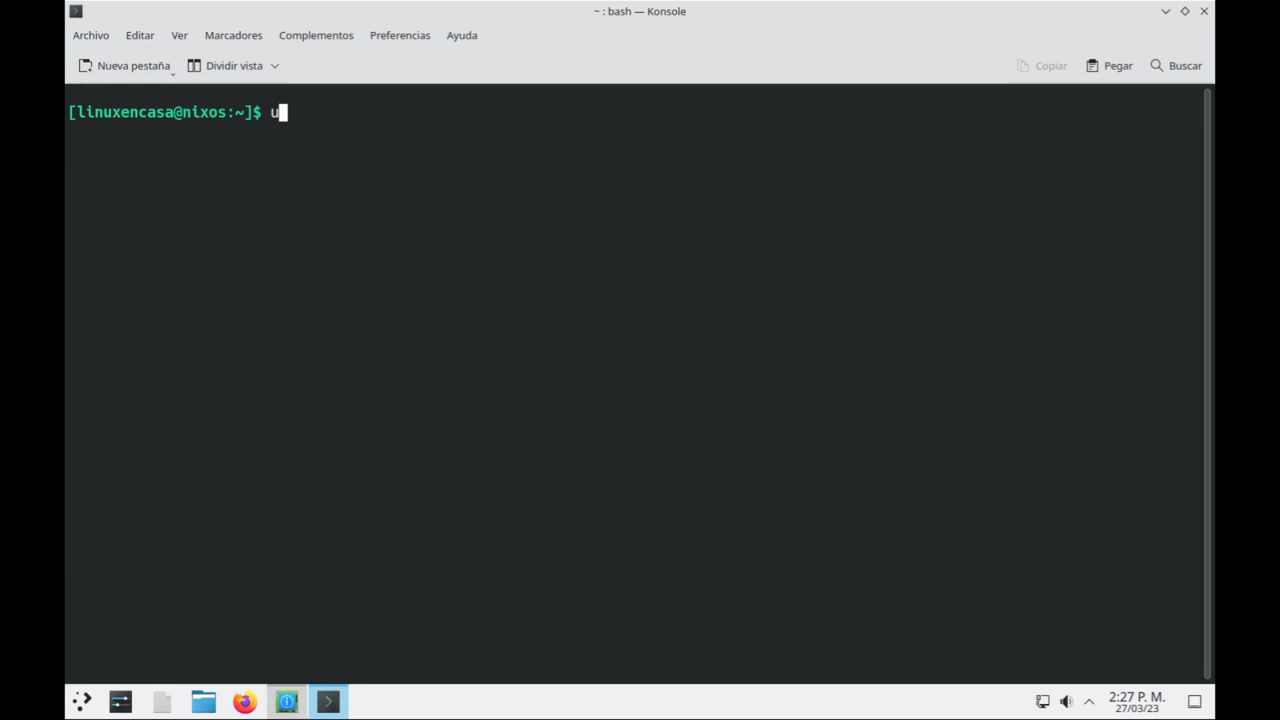 ~ : bash — Konsole
Archivo Editar Ver Marcadores Complementos Preferencias Ayuda
Nueva pestaña Dividir vista Copiar Pegar Buscar
[linuxencasa@nixos:~]$ u
2:27 P. M.
27/03/23